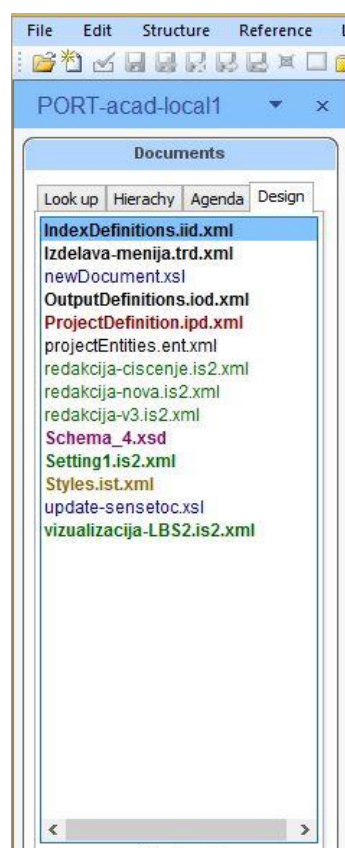 File Edit Structure Reference
PORT-acad-local1
Documents
Look up Hierachy Agenda Design
IndexDefinitions.iid.xml
Izdelava-menija.trd.xml
newDocument.xsl
OutputDefinitions.iod.xml
ProjectDefinition.ipd.xml
projectEntities.ent.xml
redakcija-ciscenje.is2.xml
redakcija-nova.is2.xml
redakcija-v3.is2.xml
Schema_4.xsd
Setting1.is2.xml
Styles.ist.xml
update-sensetoc.xsl
vizualizacija-LBS2.is2.xml